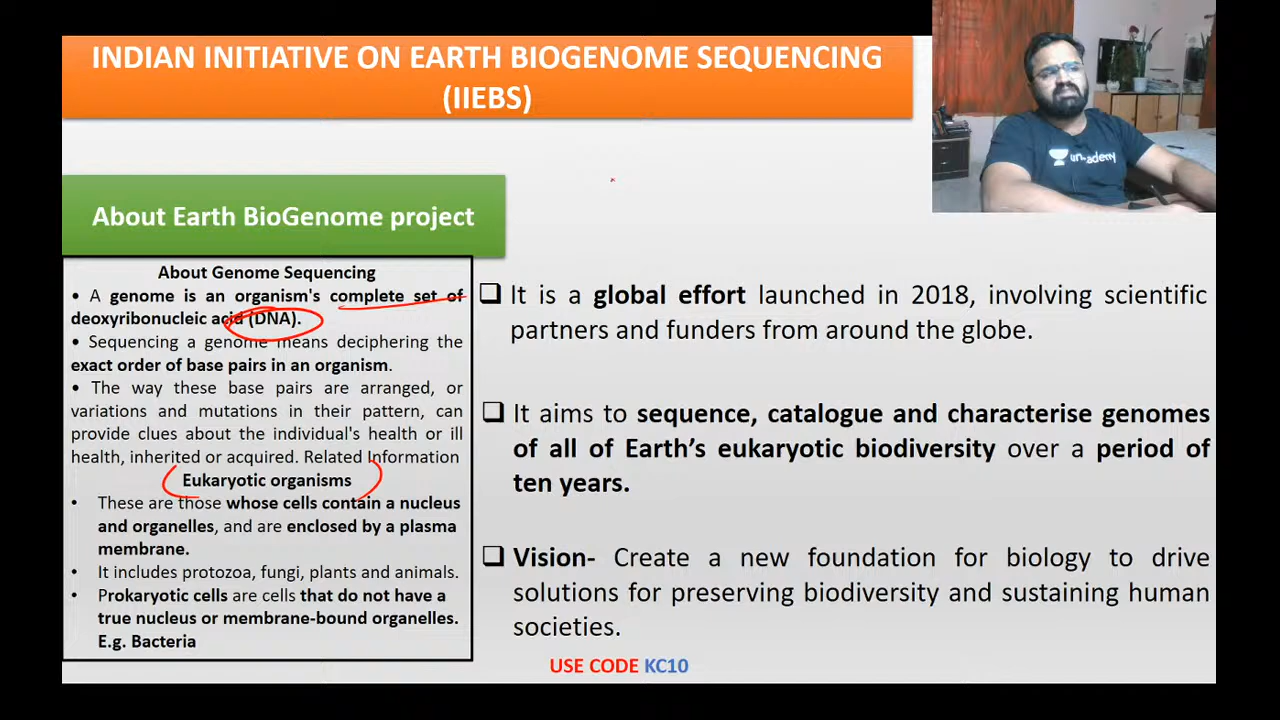 INDIAN INITIATIVE ON EARTH BIOGENOME SEQUENCING
(IIEBS)
unacademy
About Earth BioGenome project
About Genome Sequencing
• A genome is an organism's complete set of
deoxyribonucleic acid (DNA).
• Sequencing a genome means deciphering the
exact order of base pairs in an organism.
• The way these base pairs are arranged, or
variations and mutations in their pattern, can
provide clues about the individual's health or ill
health, inherited or acquired. Related Information
Eukaryotic organisms
• These are those whose cells contain a nucleus
and organelles, and are enclosed by a plasma
membrane.
• It includes protozoa, fungi, plants and animals.
• Prokaryotic cells are cells that do not have a
true nucleus or membrane-bound organelles.
E.g. Bacteria
❑ It is a global effort launched in 2018, involving scientific
partners and funders from around the globe.
❑ It aims to sequence, catalogue and characterise genomes
of all of Earth’s eukaryotic biodiversity over a period of
ten years.
❑ Vision- Create a new foundation for biology to drive
solutions for preserving biodiversity and sustaining human
societies.
USE CODE KC10